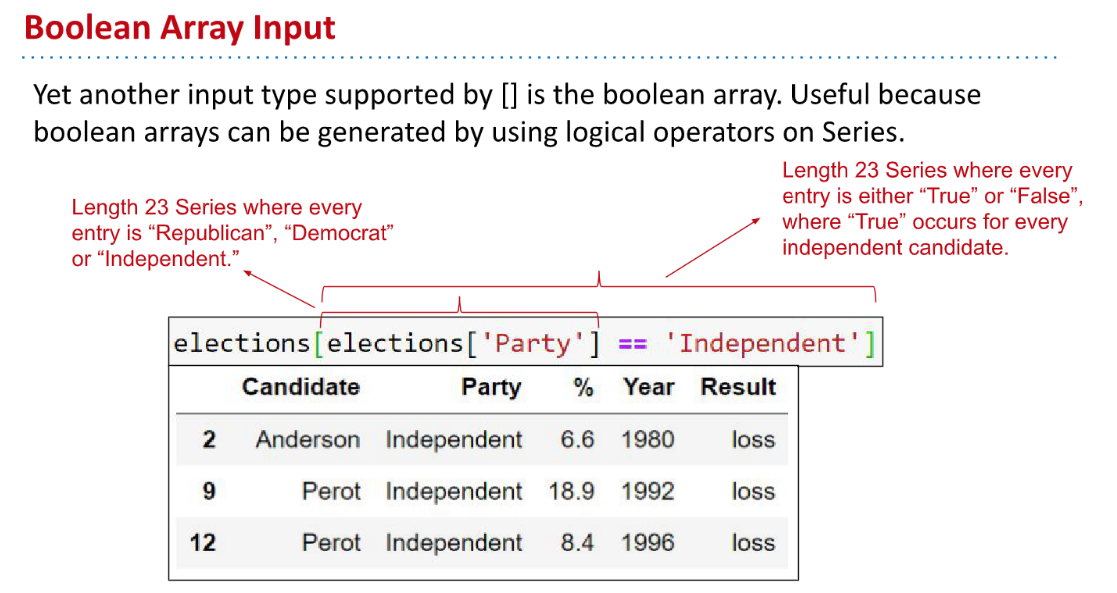 Boolean Array Input
Yet another input type supported by [] is the boolean array. Useful because
boolean arrays can be generated by using logical operators on Series.
Length 23 Series where every
entry is either “True” or “False”,
where “True” occurs for every
independent candidate.
Length 23 Series where every
entry is “Republican”, “Democrat”
or “Independent.”
elections[elections['Party'] == 'Independent']
Candidate Party % Year Result
2 Anderson Independent 6.6 1980 loss
9 Perot Independent 18.9 1992 loss
12 Perot Independent 8.4 1996 loss